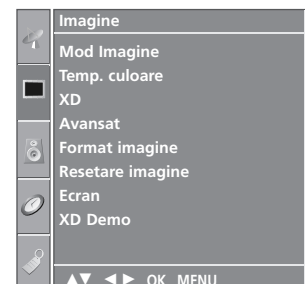 Imagine
Mod Imagine
Temp. culoare
XD
Avansat
Format imagine
Resetare imagine
Ecran
XD Demo
▲▼ ◄► OK MENU